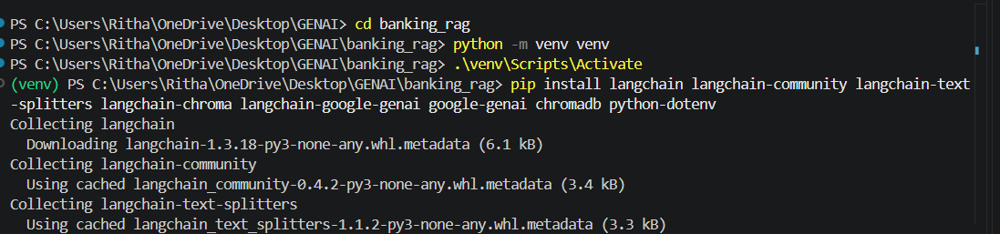 PS C:\Users\Ritha\OneDrive\Desktop\GENAI> cd banking_rag
PS C:\Users\Ritha\OneDrive\Desktop\GENAI\banking_rag> python -m venv venv
PS C:\Users\Ritha\OneDrive\Desktop\GENAI\banking_rag> .\venv\Scripts\Activate
(venv) PS C:\Users\Ritha\OneDrive\Desktop\GENAI\banking_rag> pip install langchain langchain-community langchain-text
-splitters langchain-chroma langchain-google-genai google-genai chromadb python-dotenv
Collecting langchain
  Downloading langchain-1.3.18-py3-none-any.whl.metadata (6.1 kB)
Collecting langchain-community
  Using cached langchain_community-0.4.2-py3-none-any.whl.metadata (3.4 kB)
Collecting langchain-text-splitters
  Using cached langchain_text_splitters-1.1.2-py3-none-any.whl.metadata (3.3 kB)